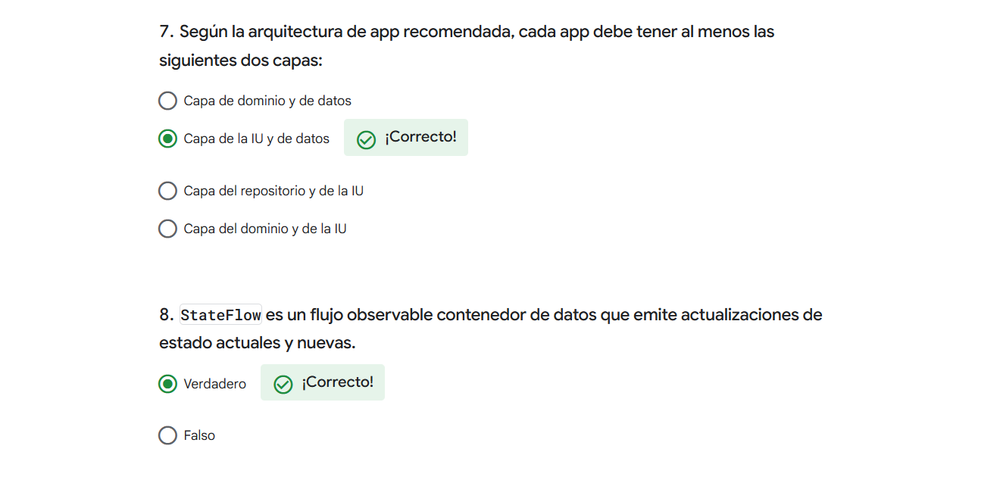 7. Según la arquitectura de app recomendada, cada app debe tener al menos las
siguientes dos capas:
Capa de dominio y de datos
Capa de la IU y de datos
¡Correcto!
Capa del repositorio y de la IU
Capa del dominio y de la IU
8. StateFlow es un flujo observable contenedor de datos que emite actualizaciones de
estado actuales y nuevas.
Verdadero
¡Correcto!
Falso